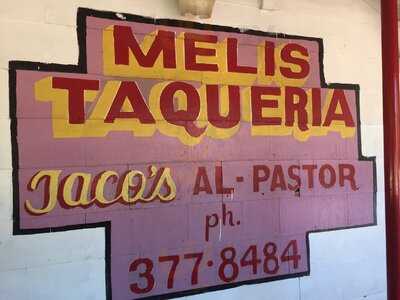 MELIS
TAQUERIA
Taco's AL-PASTOR
ph.
377·8484